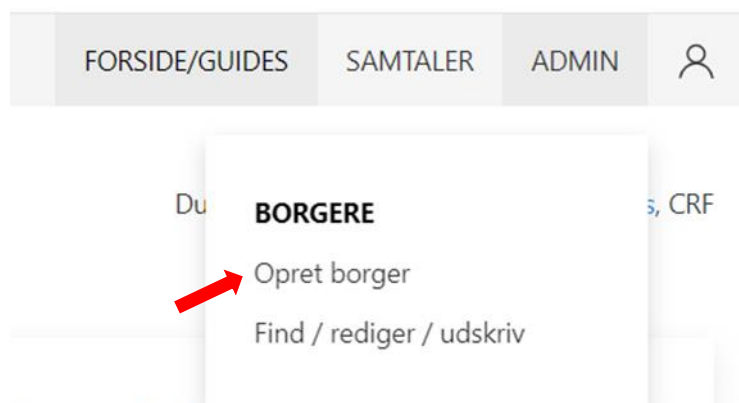 FORSIDE/GUIDES SAMTALER ADMIN
Du s, CRF
BORGERE
Opret borger
Find / rediger / udskriv